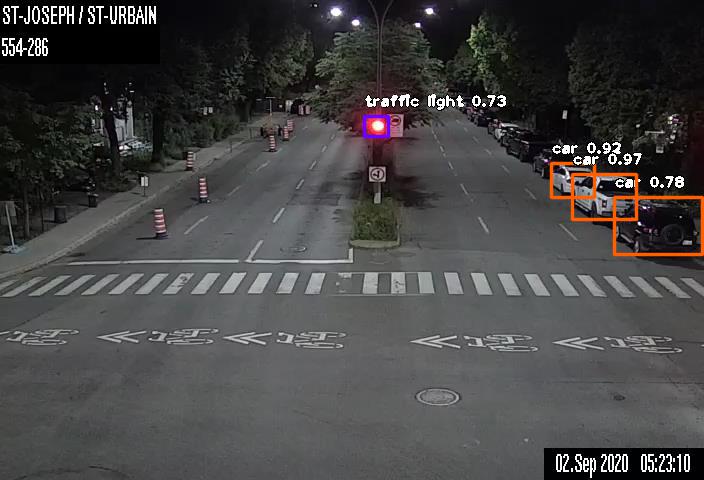 ST-JOSEPH / ST-URBAIN
554-286
traffic light 0.73
car 0.92
car 0.97
car 0.78
02.Sep 2020 05:23:10